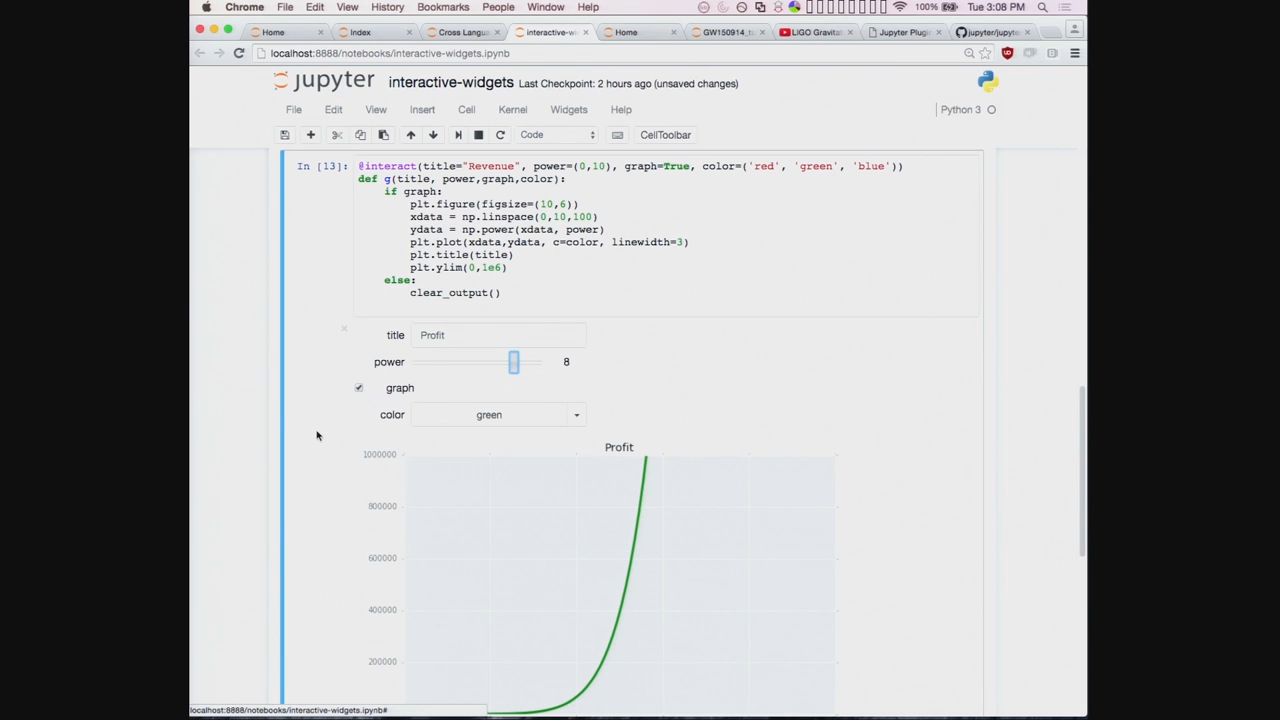 Chrome File Edit View History Bookmarks People Window Help 100% Tue 3:08 PM
Home Index Cross Langua interactive-wi Home GW150914_tu LIGO Gravitat Jupyter Plugin jupyter/jupyte
localhost:8888/notebooks/interactive-widgets.ipynb
jupyter interactive-widgets Last Checkpoint: 2 hours ago (unsaved changes)
File Edit View Insert Cell Kernel Widgets Help Python 3
Code CellToolbar
In [13]: @interact(title="Revenue", power=(0,10), graph=True, color=('red', 'green', 'blue'))
def g(title, power,graph,color):
if graph:
plt.figure(figsize=(10,6))
xdata = np.linspace(0,10,100)
ydata = np.power(xdata, power)
plt.plot(xdata,ydata, c=color, linewidth=3)
plt.title(title)
plt.ylim(0,1e6)
else:
clear_output()
title Profit
power 8
graph
color green
Profit
1000000
800000
600000
400000
200000
localhost:8888/notebooks/interactive-widgets.ipynb#